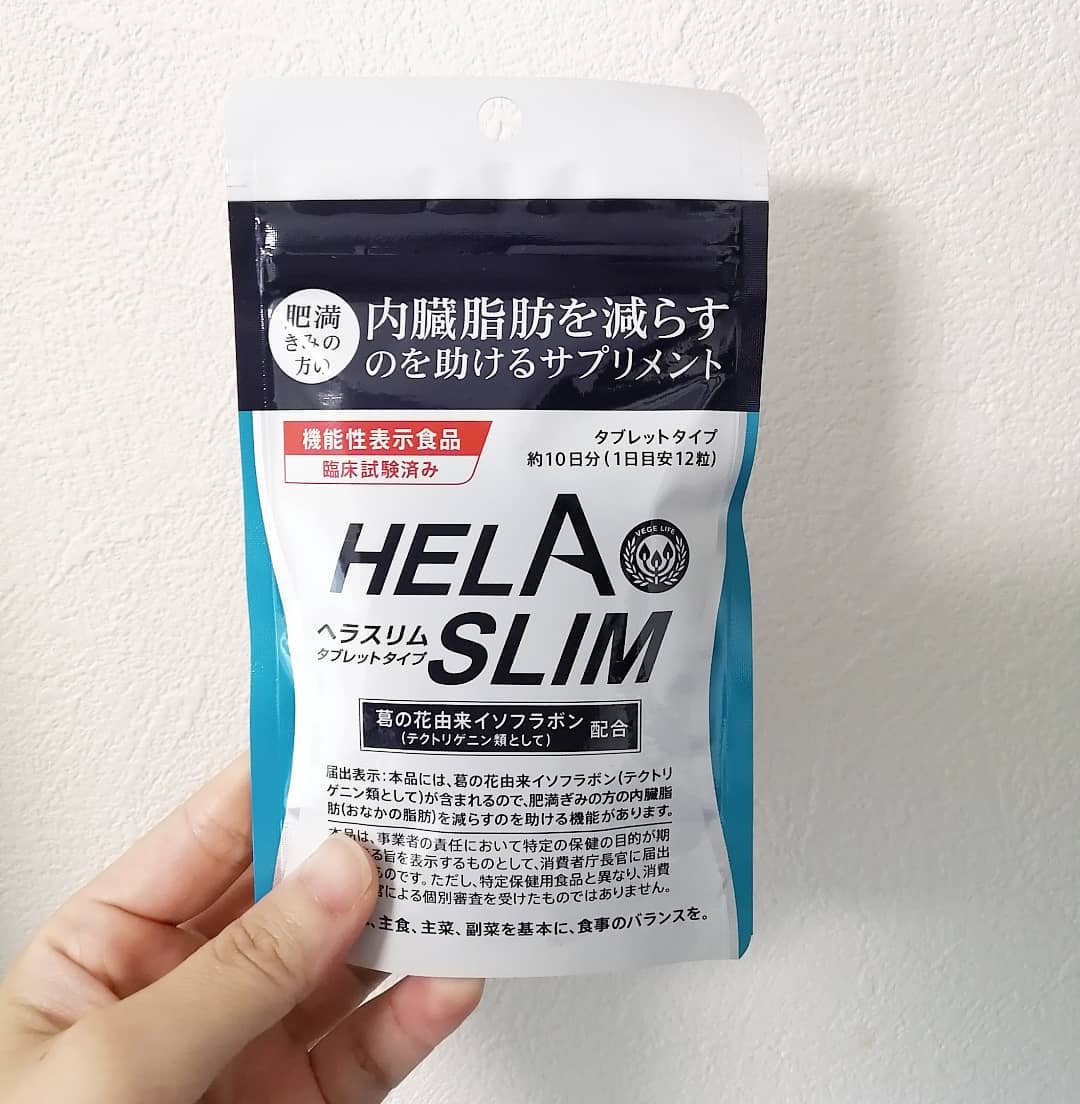 肥満
きみの
方い
内臓脂肪を減らす
のを助けるサプリメント
機能性表示食品
臨床試験済み
タブレットタイプ
約10日分(1日目安12粒)
HELA
VEGE LIFE
ヘラスリム
タブレットタイプ
SLIM
葛の花由来イソフラボン
(テクトリゲニン類として)
配合
届出表示:本品には、葛の花由来イソフラボン(テクトリ
ゲニン類として)が含まれるので、肥満ぎみの方の内臓脂
肪(おなかの脂肪)を減らすのを助ける機能があります。
本品は、事業者の責任において特定の保健の目的が期
る旨を表示するものとして、消費者庁長官に届出
ものです。ただし、特定保健用食品と異なり、消費
官による個別審査を受けたものではありません。
、主食、主菜、副菜を基本に、食事のバランスを。